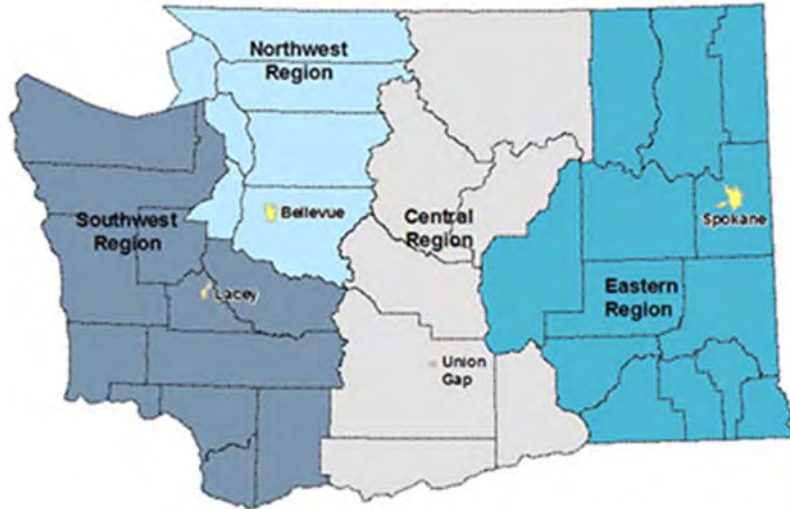 Northwest
Region
Southwest
Region
Bellevue
Lacey
Central
Region
Union
Gap
Spokane
Eastern
Region